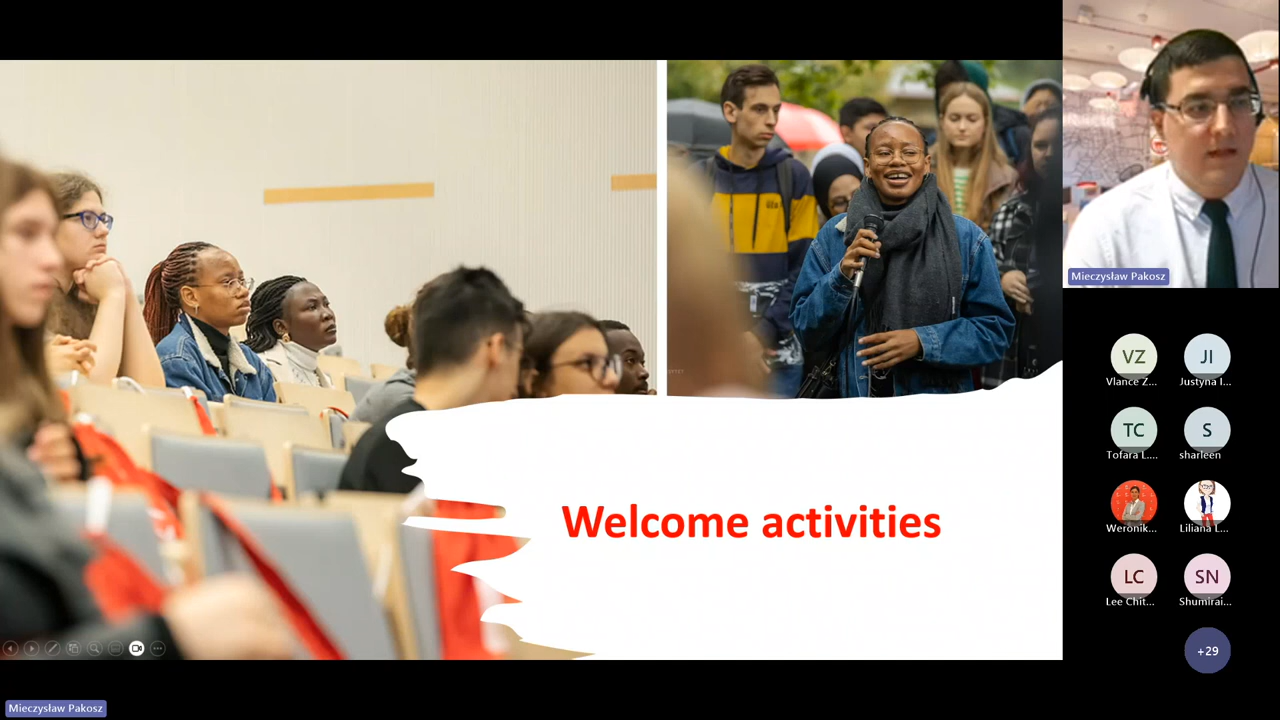 Welcome activities
Mieczysław Pakosz
VZ
JI
Vlance Z...
Justyna I...
TC
S
Tofara L....
sharleen
Weronik...
Liliana L...
LC
SN
Lee Chit...
Shumirai...
+29
Mieczysław Pakosz